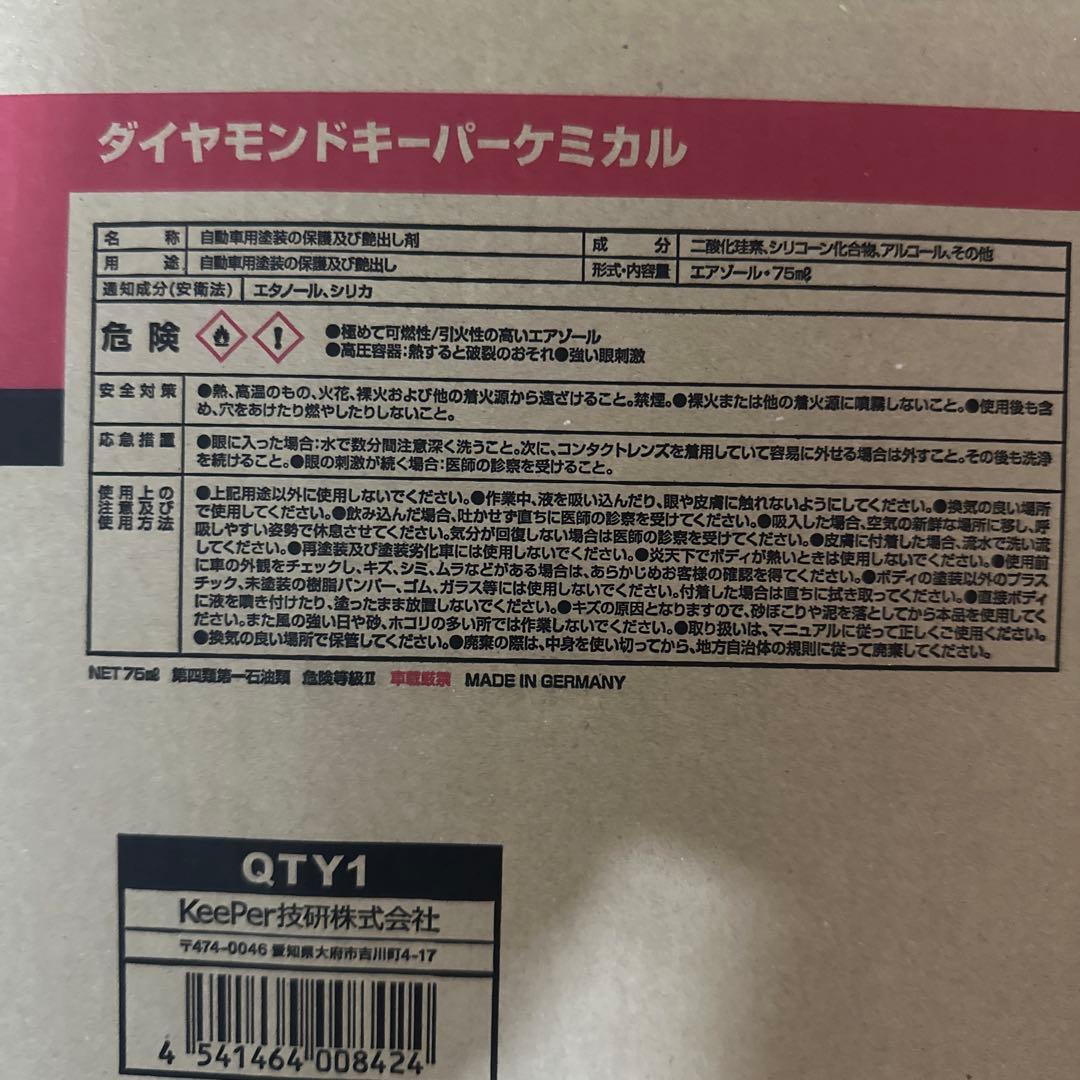 ダイヤモンドキーパーケミカル
名称 自動車用塗装の保護及び艶出し剤 成分 二酸化珪素、シリコーン化合物、アルコール、その他
用途 自動車用塗装の保護及び艶出し 形式・内容量 エアゾール・75mℓ
通知成分(安衛法) エタノール、シリカ
危険 ●極めて可燃性/引火性の高いエアゾール
●高圧容器:熱すると破裂のおそれ●強い眼刺激
安全対策 ●熱、高温のもの、火花、裸火および他の着火源から遠ざけること。禁煙。●裸火または他の着火源に噴霧しないこと。●使用後も含
め、穴をあけたり燃やしたりしないこと。
応急措置 ●眼に入った場合:水で数分間注意深く洗うこと。次に、コンタクトレンズを着用していて容易に外せる場合は外すこと。その後も洗浄
を続けること。●眼の刺激が続く場合:医師の診察を受けること。
使用上の
注意及び
使用方法
●上記用途以外に使用しないでください。●作業中、液を吸い込んだり、眼や皮膚に触れないようにしてください。●換気の良い場所
で使用してください。●飲み込んだ場合、吐かせず直ちに医師の診察を受けてください。●吸入した場合、空気の新鮮な場所に移し、呼
吸しやすい姿勢で休息させてください。気分が回復しない場合は医師の診察を受けてください。●皮膚に付着した場合、流水で洗い流
してください。●再塗装及び塗装劣化車には使用しないでください。●炎天下でボディが熱いときは使用しないでください。●使用前
に車の外観をチェックし、キズ、シミ、ムラなどがある場合は、あらかじめお客様の確認を得てください。●ボディの塗装以外のプラス
チック、未塗装の樹脂バンパー、ゴム、ガラス等には使用しないでください。付着した場合は直ちに拭き取ってください。●直接ボディ
に液を噴き付けたり、塗ったまま放置しないでください。●キズの原因となりますので、砂ぼこりや泥を落としてから本品を使用してく
ださい。また風の強い日や砂、ホコリの多い所では作業しないでください。●取り扱いは、マニュアルに従って正しくご使用ください。
●換気の良い場所で保管してください。●廃棄の際は、中身を使い切ってから、地方自治体の規則に従って廃棄してください。
NET 75mℓ 第四類第一石油類 危険等級Ⅱ 車載厳禁 MADE IN GERMANY
QTY1
KeePer技研株式会社
〒474-0046 愛知県大府市吉川町4-17
4 541464 008424